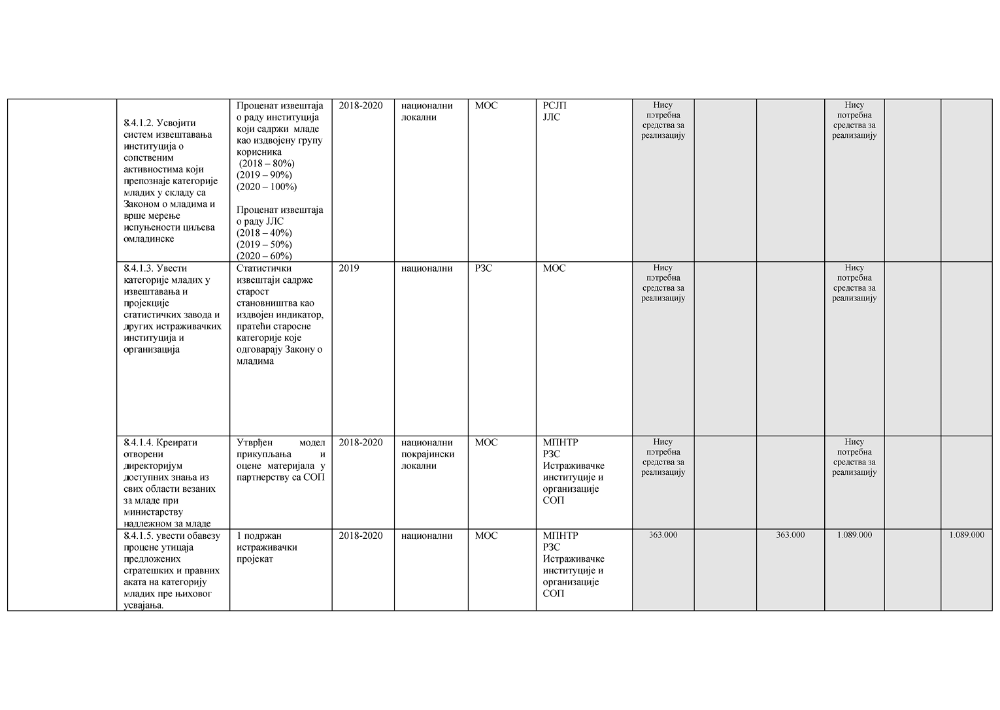 8.4.1.2. Усвојити
систем извештавања
институција о
сопственим
активностима који
препознаје категорије
младих у складу са
Законом о младима и
врше мерење
испуњености циљева
омладинске
Проценат извештаја
о раду институција
који садржи младе
као издвојену групу
корисника
(2018 – 80%)
(2019 – 90%)
(2020 – 100%)
Проценат извештаја
о раду ЈЛС
(2018 – 40%)
(2019 – 50%)
(2020 – 60%)
2018-2020
национални
локални
МОС
РСЈП
ЈЛС
Нису
потребна
средства за
реализацију
Нису
потребна
средства за
реализацију
8.4.1.3. Увести
категорије младих у
извештавања и
пројекције
статистичких завода и
других истраживачких
институција и
организација
Статистички
извештаји садрже
старост
становништва као
издвојен индикатор,
пратећи старосне
категорије које
одговарају Закону о
младима
2019
национални
РЗС
МОС
Нису
потребна
средства за
реализацију
Нису
потребна
средства за
реализацију
8.4.1.4. Креирати
отворени
директоријум
доступних знања из
свих области везаних
за младе при
министарству
надлежном за младе
Утврђен модел
прикупљања и
оцене материјала у
партнерству са СОП
2018-2020
национални
покрајински
локални
МОС
МПНТР
РЗС
Истраживачке
институције и
организације
СОП
Нису
потребна
средства за
реализацију
Нису
потребна
средства за
реализацију
8.4.1.5. увести обавезу
процене утицаја
предложених
стратешких и правних
аката на категорију
младих пре њиховог
усвајања.
1 подржан
истраживачки
пројекат
2018-2020
национални
МОС
МПНТР
РЗС
Истраживачке
институције и
организације
СОП
363.000
363.000
1.089.000
1.089.000